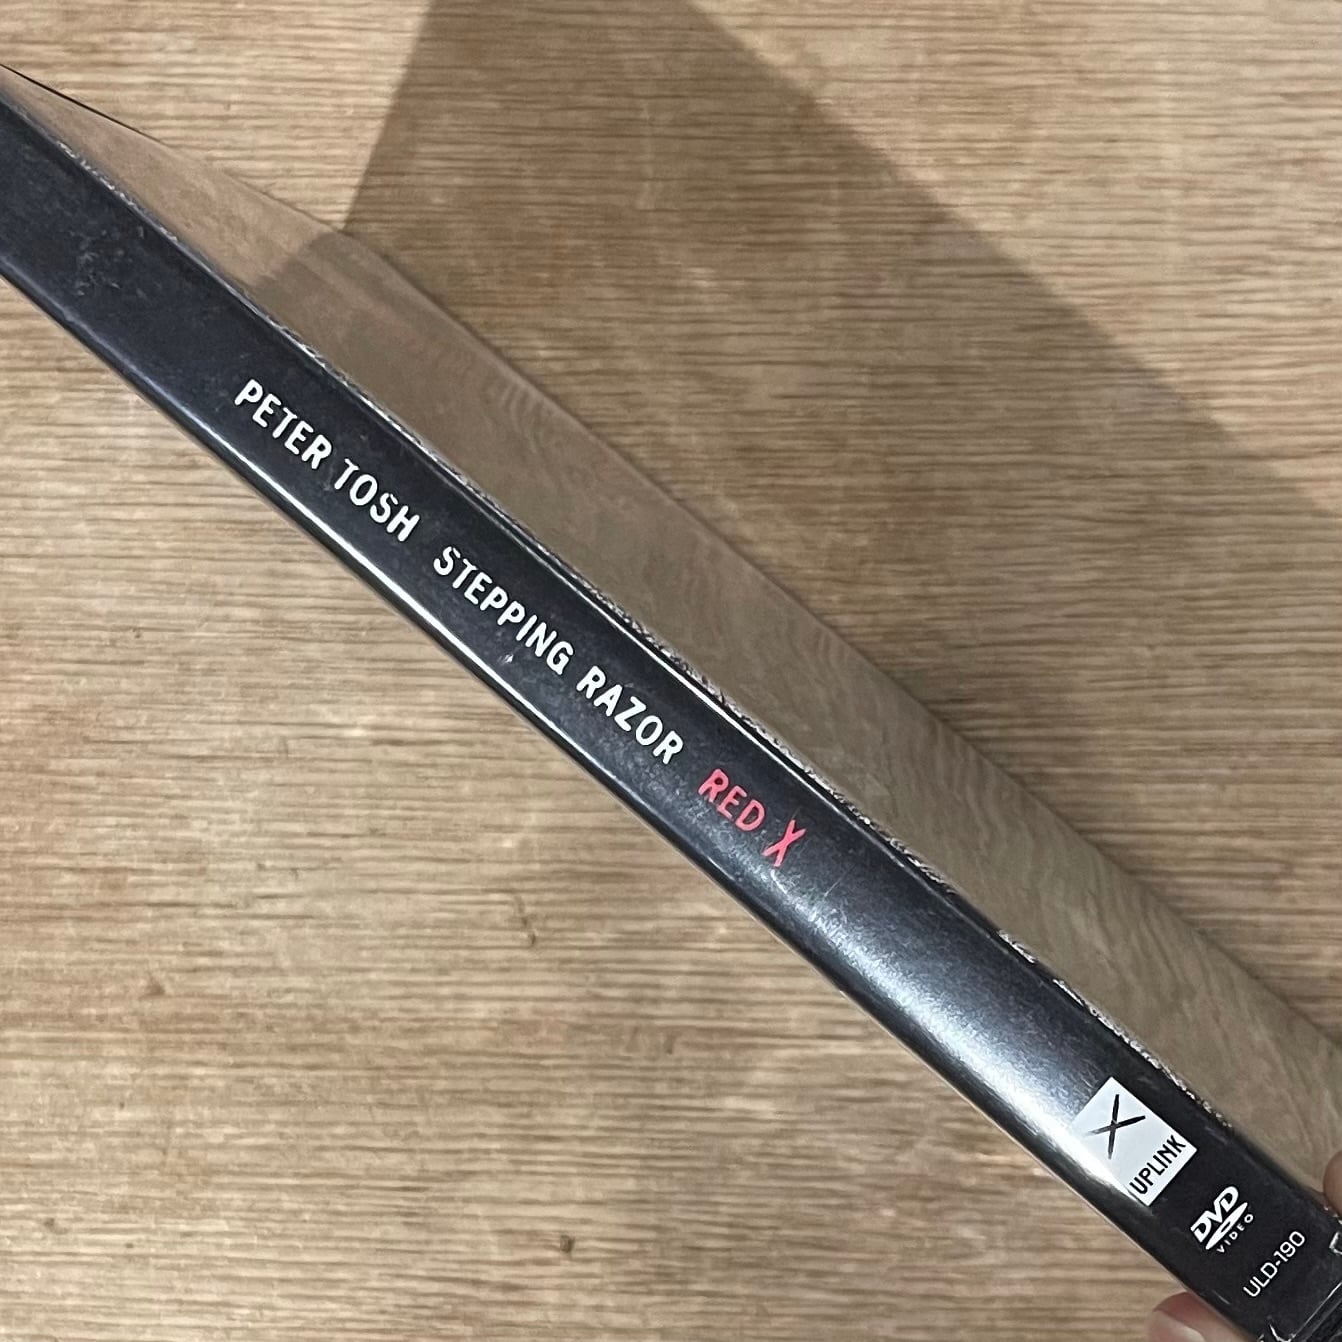 PETER TOSH STEPPING RAZOR RED X
X
UPLINK
DVD
VIDEO
ULD-190